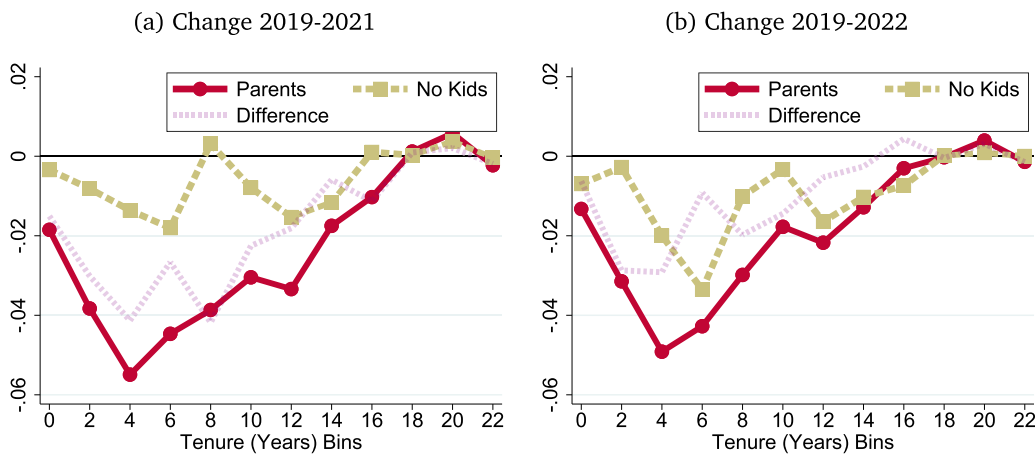 (a) Change 2019-2021
.02
0
-.02
-.04
-.06
Parents
No Kids
Difference
0 2 4 6 8 10 12 14 16 18 20 22
Tenure (Years) Bins
(b) Change 2019-2022
.02
0
-.02
-.04
-.06
Parents
No Kids
Difference
0 2 4 6 8 10 12 14 16 18 20 22
Tenure (Years) Bins